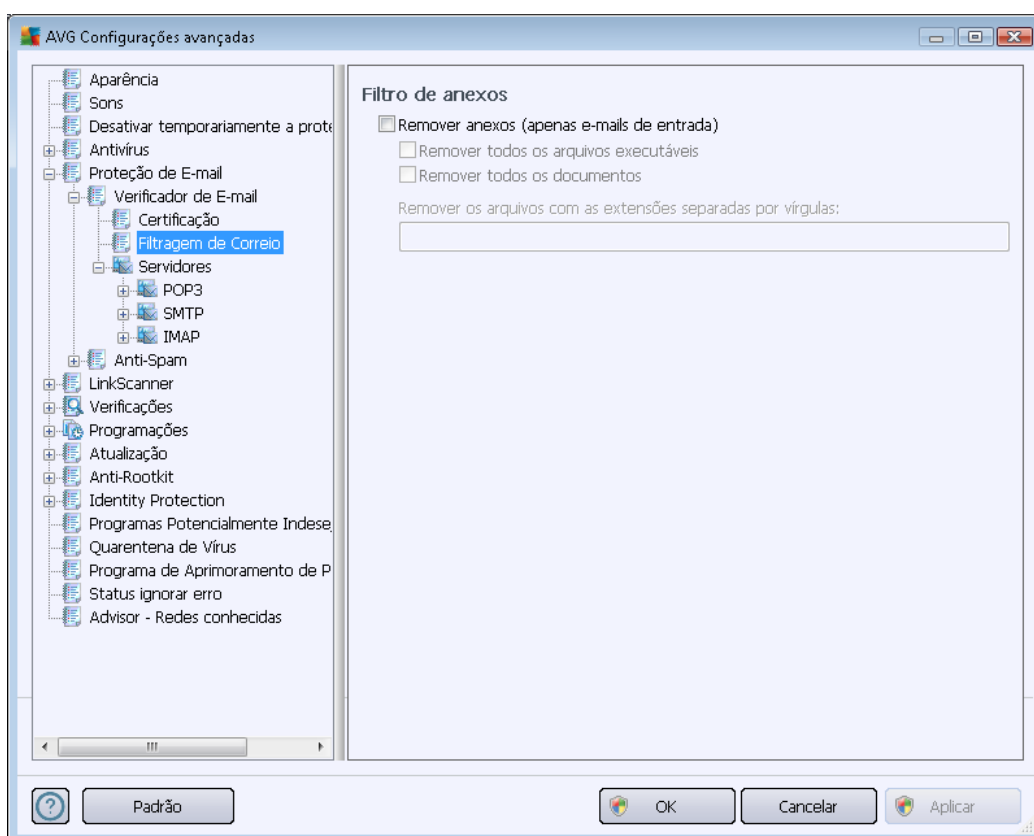 AVG Configurações avançadas
Aparência
Sons
Desativar temporariamente a prote
Antivírus
Proteção de E-mail
Verificador de E-mail
Certificação
Filtragem de Correio
Servidores
POP3
SMTP
IMAP
Anti-Spam
LinkScanner
Verificações
Programações
Atualização
Anti-Rootkit
Identity Protection
Programas Potencialmente Indese
Quarentena de Vírus
Programa de Aprimoramento de P
Status ignorar erro
Advisor - Redes conhecidas
Filtro de anexos
Remover anexos (apenas e-mails de entrada)
Remover todos os arquivos executáveis
Remover todos os documentos
Remover os arquivos com as extensões separadas por vírgulas:
Padrão
OK
Cancelar
Aplicar